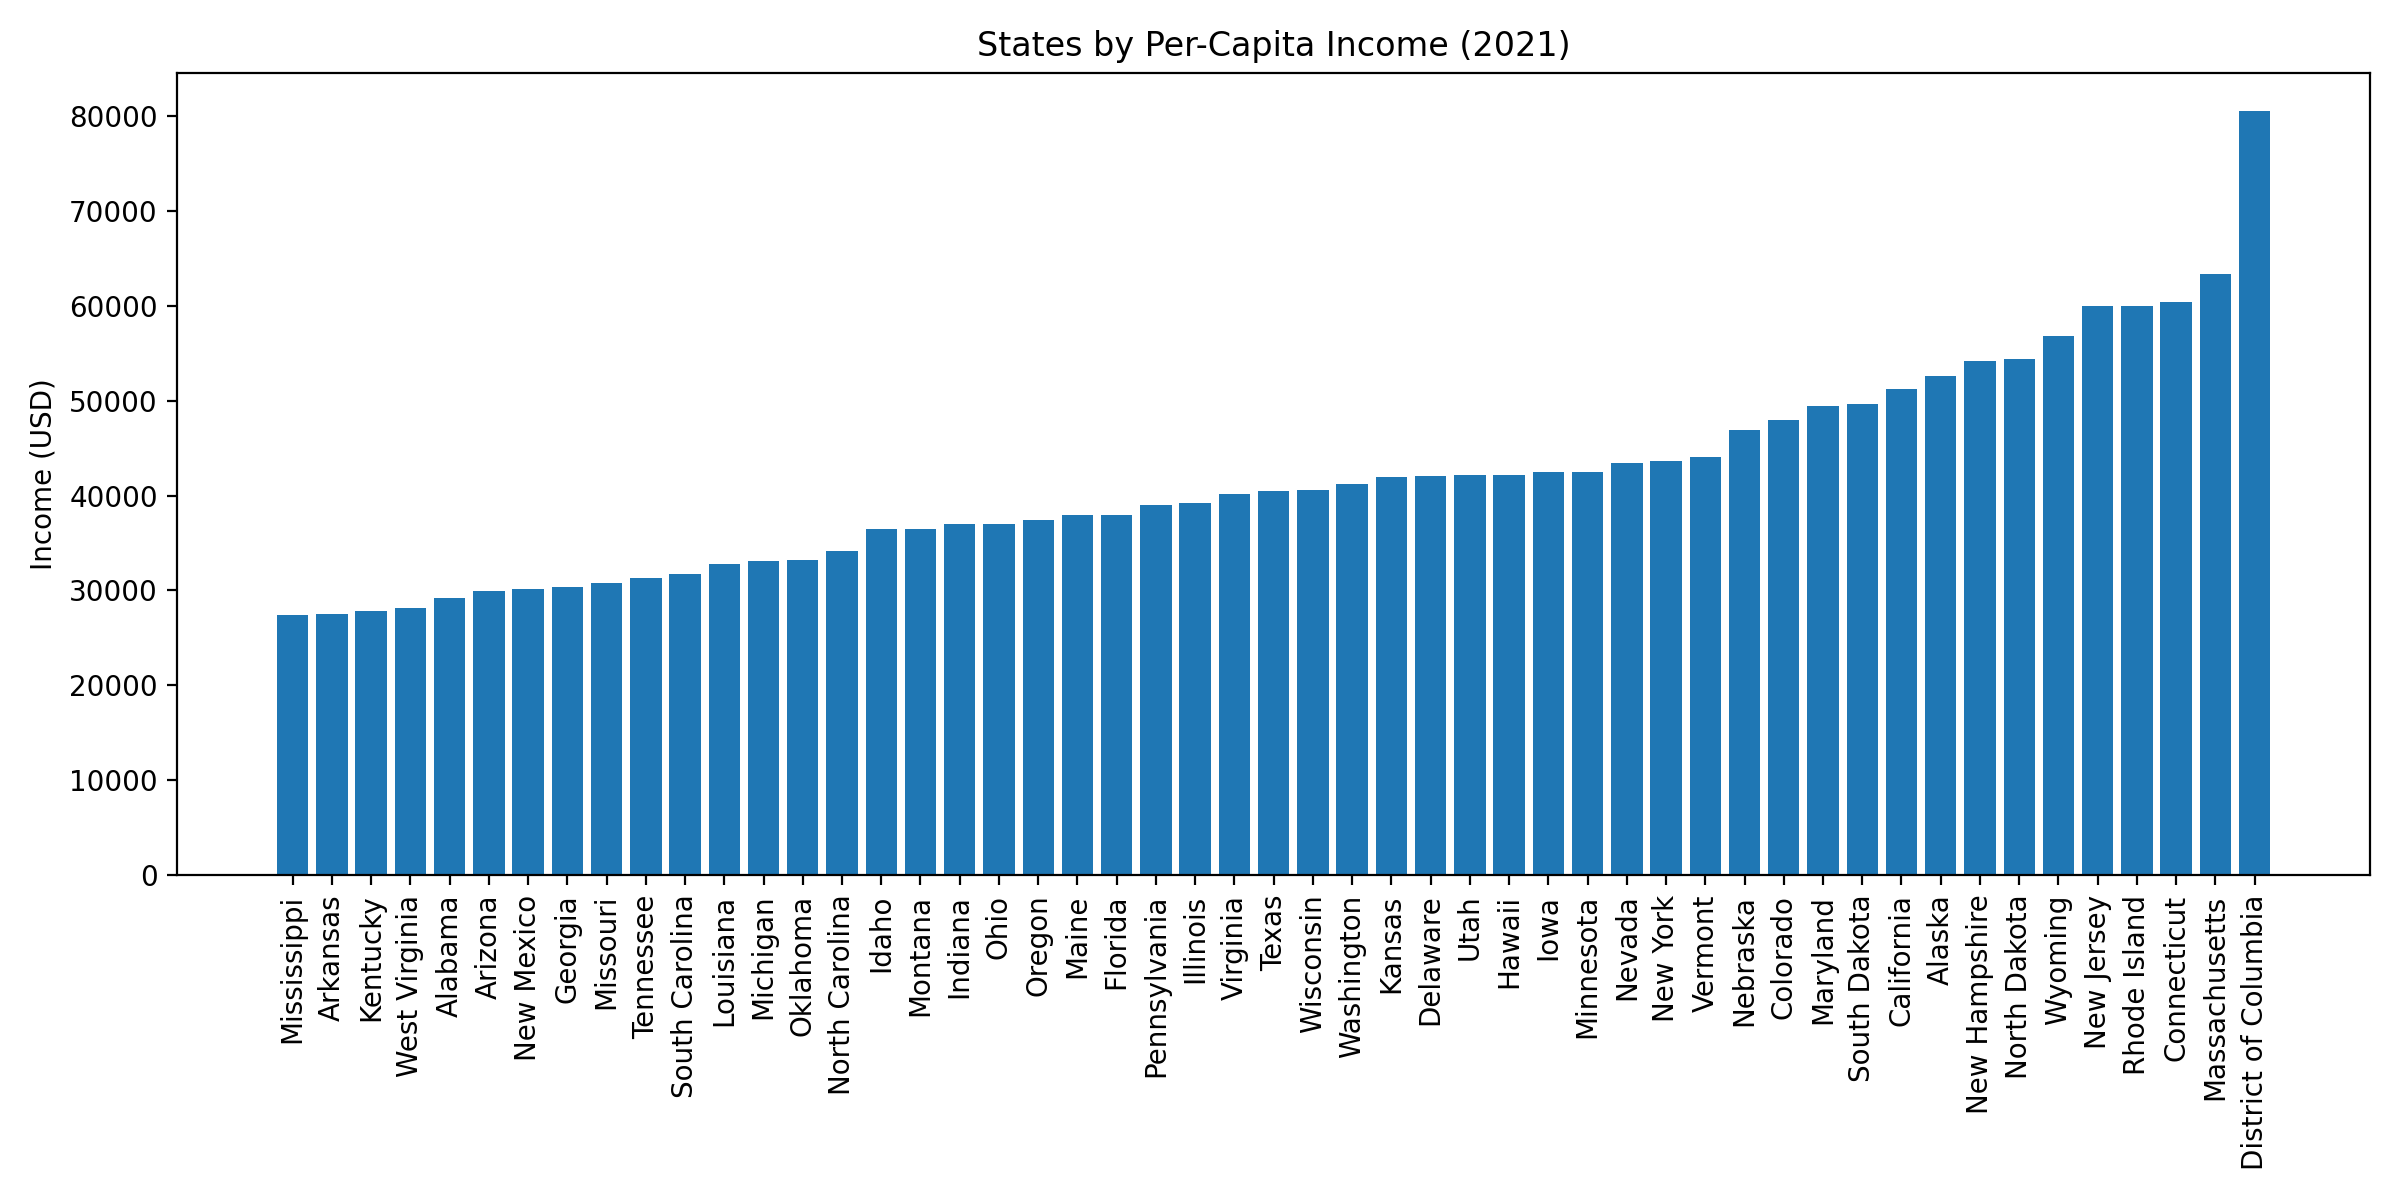 States by Per-Capita Income (2021)
Income (USD)
80000
70000
60000
50000
40000
30000
20000
10000
0
Mississippi
Arkansas
Kentucky
West Virginia
Alabama
Arizona
New Mexico
Georgia
Missouri
Tennessee
South Carolina
Louisiana
Michigan
Oklahoma
North Carolina
Idaho
Montana
Indiana
Ohio
Oregon
Maine
Florida
Pennsylvania
Illinois
Virginia
Texas
Wisconsin
Washington
Kansas
Delaware
Utah
Hawaii
Iowa
Minnesota
Nevada
New York
Vermont
Nebraska
Colorado
Maryland
South Dakota
California
Alaska
New Hampshire
North Dakota
Wyoming
New Jersey
Rhode Island
Connecticut
Massachusetts
District of Columbia